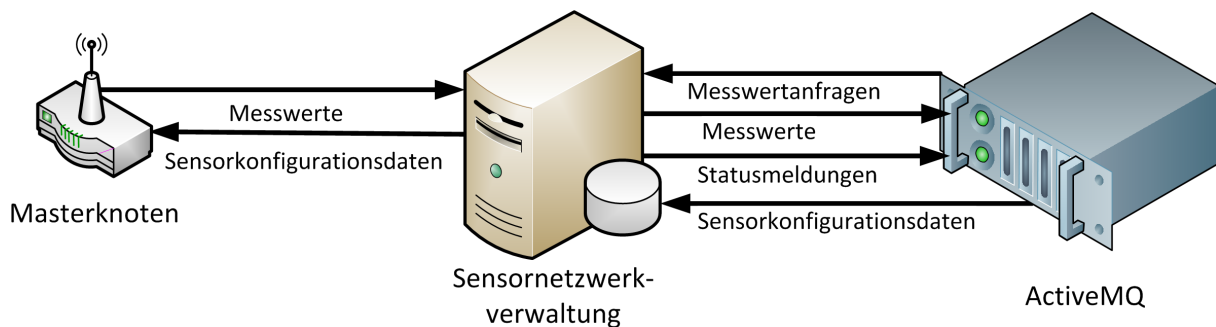 Messwerte
Sensorkonfigurationsdaten
Masterknoten
Messwertanfragen
Messwerte
Statusmeldungen
Sensorkonfigurationsdaten
Sensornetzwerk-
verwaltung
ActiveMQ